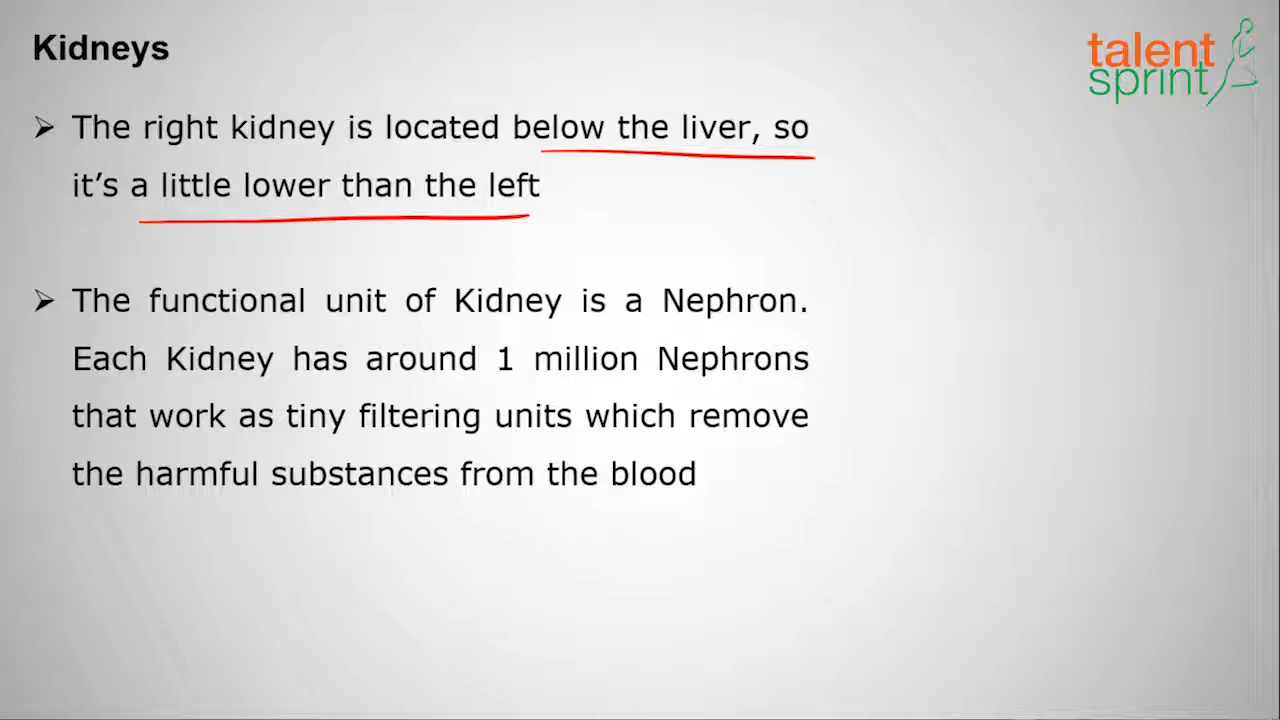 Kidneys
talent
sprint
➢ The right kidney is located below the liver, so
it’s a little lower than the left
➢ The functional unit of Kidney is a Nephron.
Each Kidney has around 1 million Nephrons
that work as tiny filtering units which remove
the harmful substances from the blood